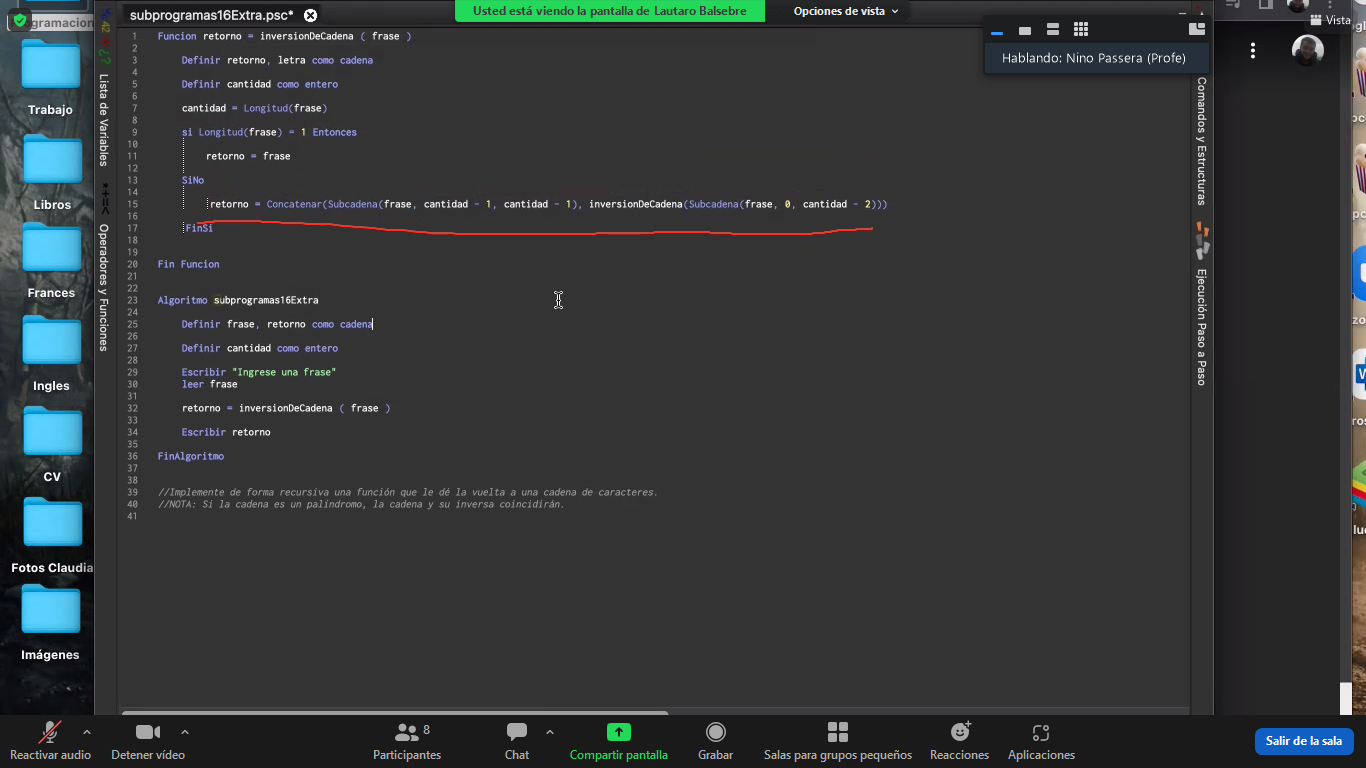 gramacion
subprogramas16Extra.psc*
Usted está viendo la pantalla de Lautaro Balsebre
Opciones de vista
Vista
Hablando: Nino Passera (Profe)
Trabajo
Libros
Frances
Ingles
CV
Fotos Claudia
Imágenes
Lista de Variables
Operadores y Funciones
1 Funcion retorno = inversionDeCadena ( frase )
2
3 Definir retorno, letra como cadena
4
5 Definir cantidad como entero
6
7 cantidad = Longitud(frase)
8
9 si Longitud(frase) = 1 Entonces
10
11 retorno = frase
12
13 SiNo
14
15 retorno = Concatenar(Subcadena(frase, cantidad - 1, cantidad - 1), inversionDeCadena(Subcadena(frase, 0, cantidad - 2)))
16
17 FinSi
18
19
20 Fin Funcion
21
22
23 Algoritmo subprogramas16Extra
24
25 Definir frase, retorno como cadena
26
27 Definir cantidad como entero
28
29 Escribir "Ingrese una frase"
30 leer frase
31
32 retorno = inversionDeCadena ( frase )
33
34 Escribir retorno
35
36 FinAlgoritmo
37
38
39 //Implemente de forma recursiva una función que le dé la vuelta a una cadena de caracteres.
40 //NOTA: Si la cadena es un palíndromo, la cadena y su inversa coincidirán.
41
Comandos y Estructuras
Ejecución Paso a Paso
Reactivar audio
Detener vídeo
Participantes
8
Chat
Compartir pantalla
Grabar
Salas para grupos pequeños
Reacciones
Aplicaciones
Salir de la sala